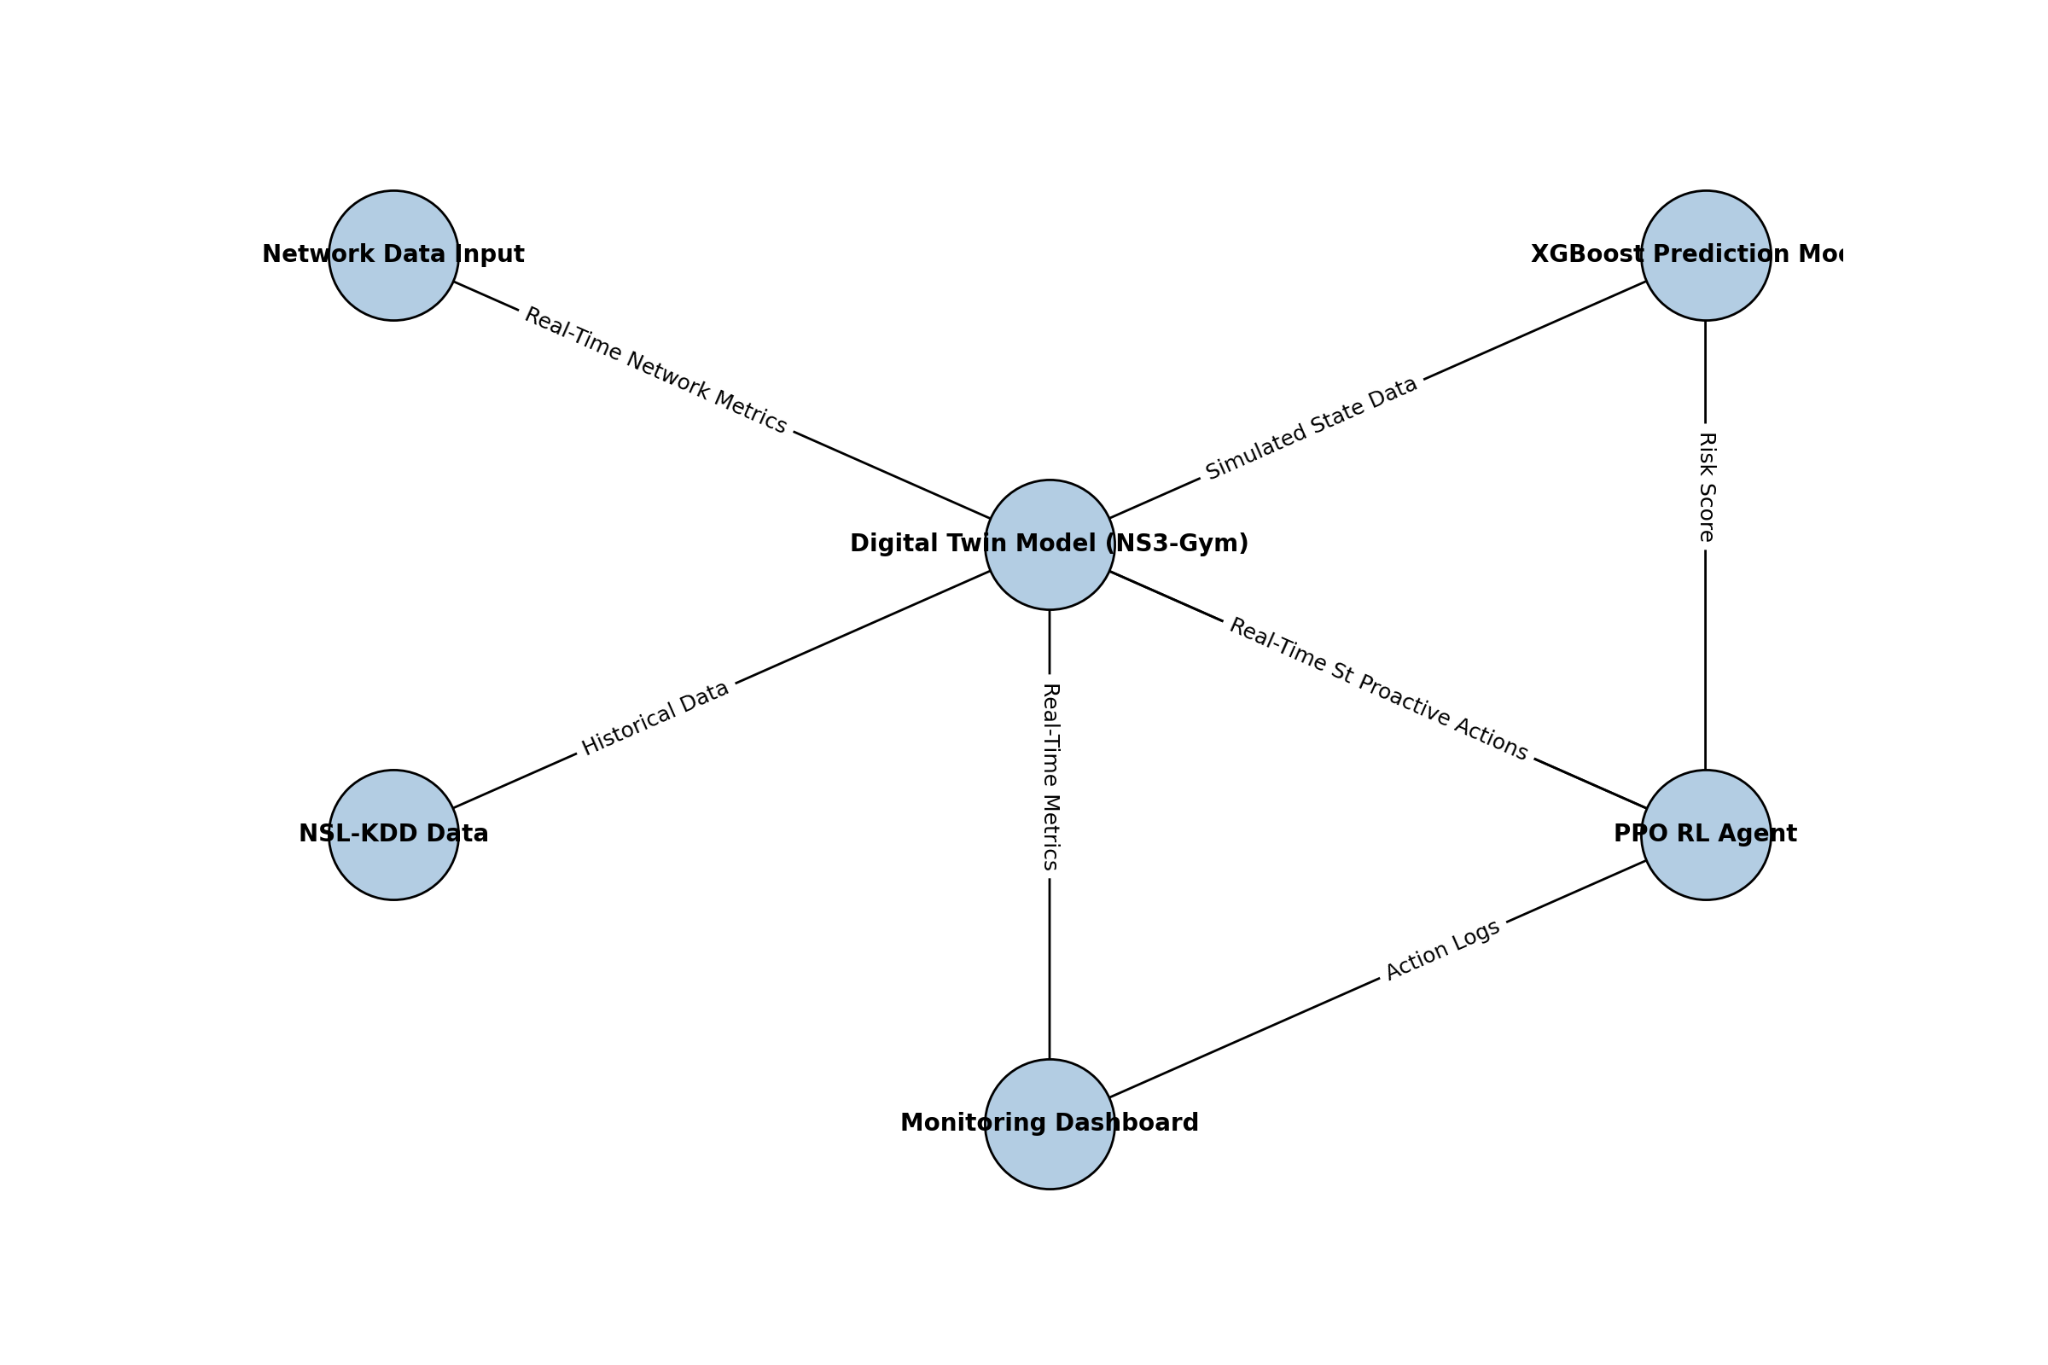 Network Data Input
XGBoost Prediction Mo
Real-Time Network Metrics
Simulated State Data
Risk Score
Digital Twin Model (NS3-Gym)
Real-Time St Proactive Actions
Historical Data
Real-Time Metrics
NSL-KDD Data
PPO RL Agent
Action Logs
Monitoring Dashboard